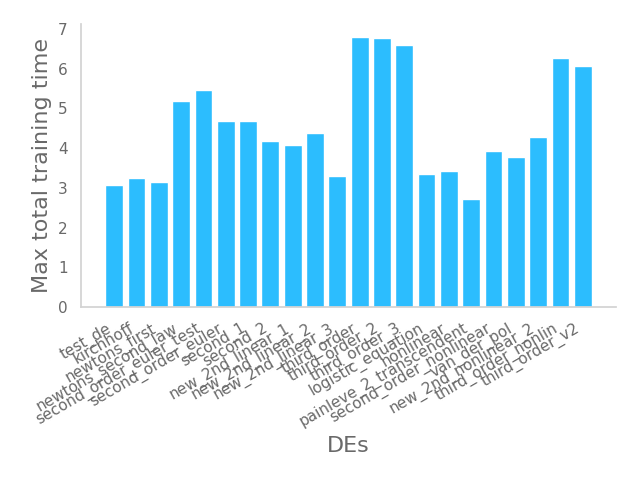 7
6
5
4
3
2
1
0
Max total training time
test_de
kirchhoff
newtons_first
newtons_second_law
second_order_euler_test
second_order_euler
second_1
second_2
new_2nd_linear_1
new_2nd_linear_2
new_2nd_linear_3
third_order
third_order_2
third_order_3
logistic_equation
nonlinear
painleve_2_transcendent
second_order_nonlinear
van_der_pol
new_2nd_nonlinear_2
third_order_nonlin
third_order_v2
DEs